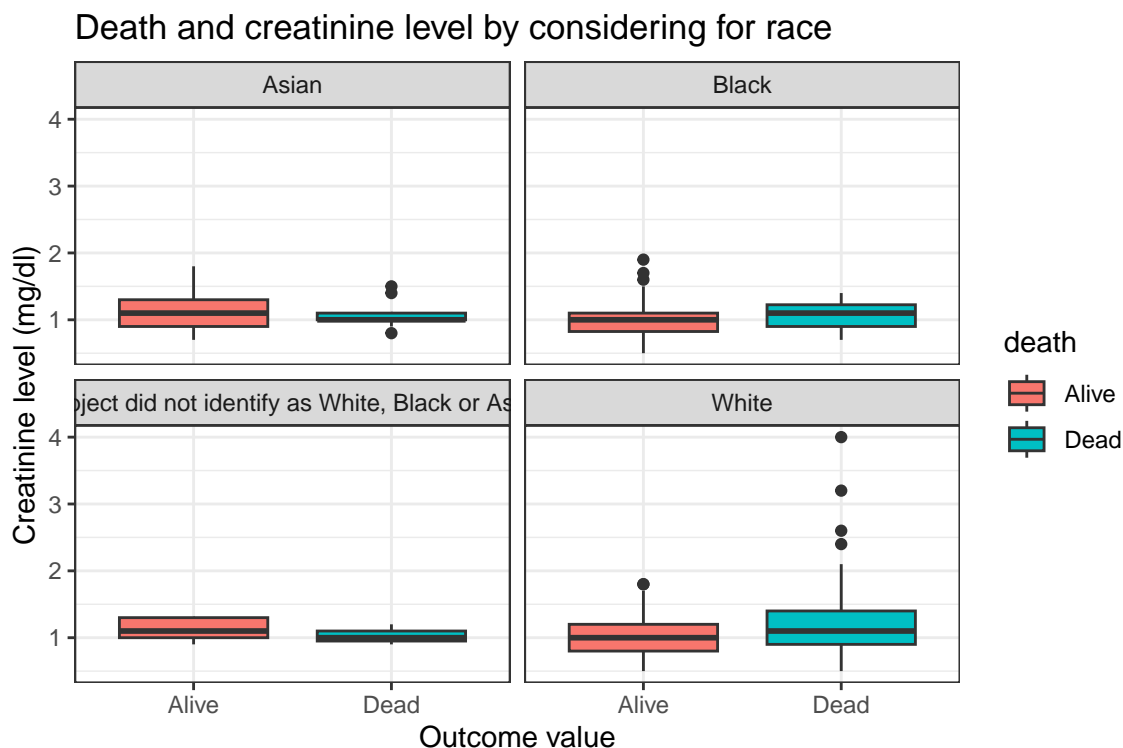 Death and creatinine level by considering for race
Asian
Black
4
3
2
1
bject did not identify as White, Black or As
White
4
3
2
1
Creatinine level (mg/dl)
Alive
Dead
Alive
Dead
Outcome value
death
Alive
Dead